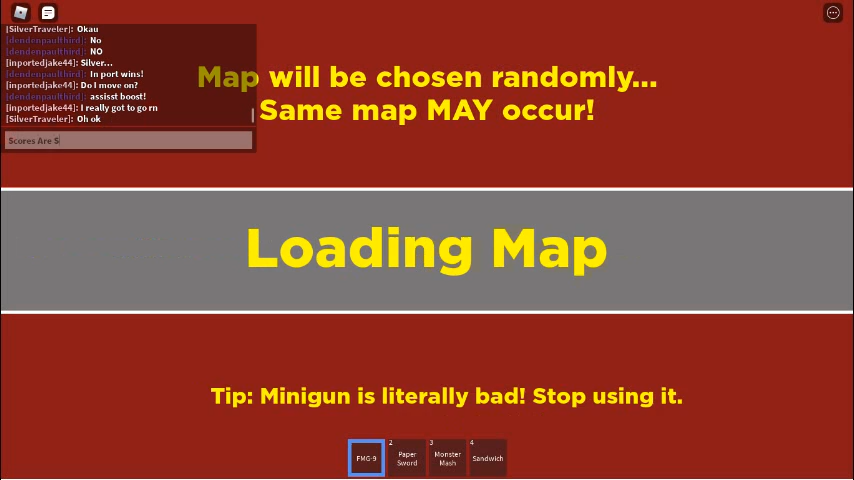 [SilverTraveler]: Okau
[dendenpaulthird]: No
[dendenpaulthird]: NO
[inportedjake44]: Silver...
[dendenpaulthird]: In port wins!
[inportedjake44]: Do I move on?
[dendenpaulthird]: assisst boost!
[inportedjake44]: I really got to go rn
[SilverTraveler]: Oh ok
Scores Are S
Map will be chosen randomly...
Same map MAY occur!
Loading Map
Tip: Minigun is literally bad! Stop using it.
FMG-9
2
Paper
Sword
3
Monster
Mash
4
Sandwich